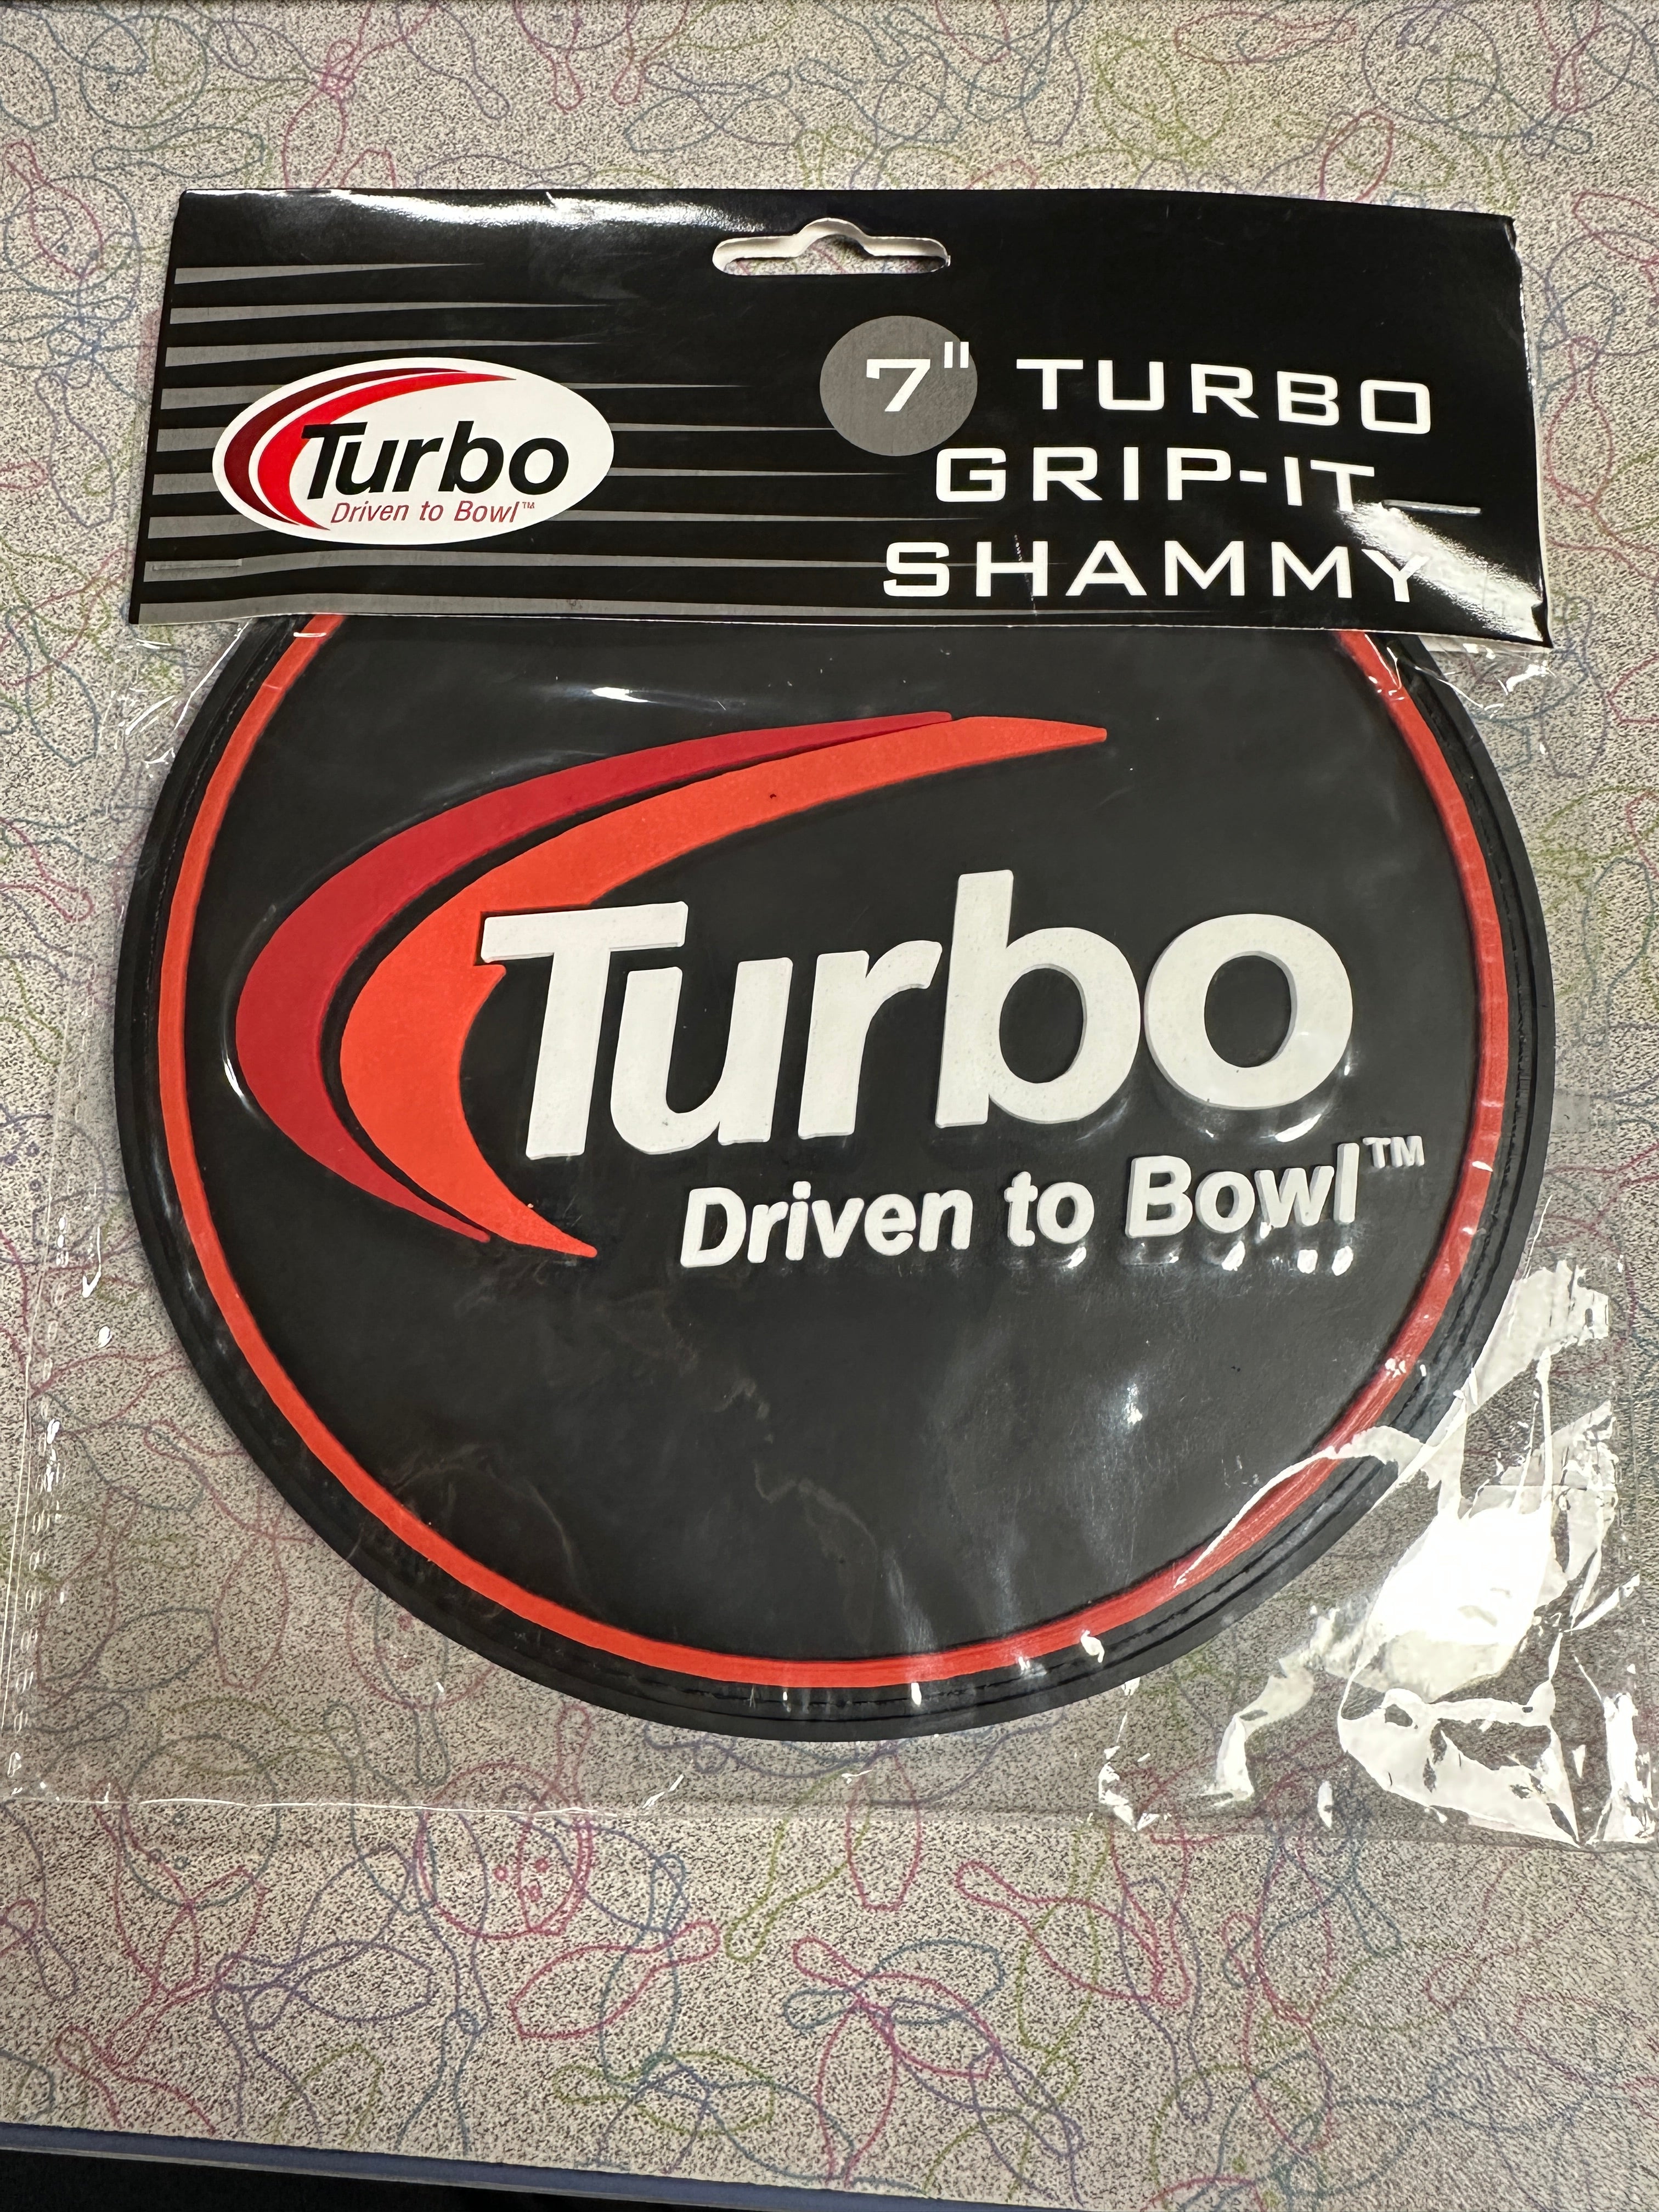 Turbo
Driven to Bowl™
7" TURBO
GRIP-IT
SHAMMY
Turbo
Driven to Bowl™